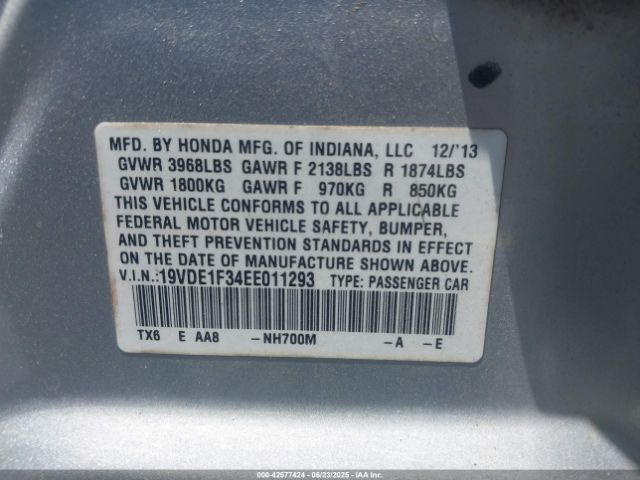 MFD. BY HONDA MFG. OF INDIANA, LLC 12/'13
GVWR 3968LBS GAWR F 2138LBS R 1874LBS
GVWR 1800KG GAWR F 970KG R 850KG
THIS VEHICLE CONFORMS TO ALL APPLICABLE
FEDERAL MOTOR VEHICLE SAFETY, BUMPER,
AND THEFT PREVENTION STANDARDS IN EFFECT
ON THE DATE OF MANUFACTURE SHOWN ABOVE.
V.I.N.:19VDE1F34EE011293 TYPE: PASSENGER CAR
TX6 E AA8 -NH700M -A -E
000-42577424 - 06/23/2025 - IAAI.com